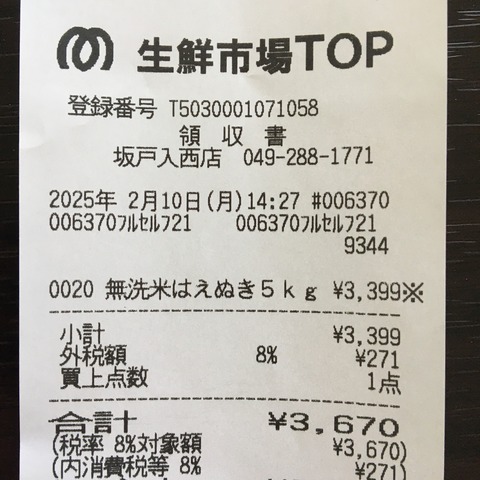 生鮮市場TOP
登録番号 T5030001071058
領 収 書
坂戸入西店 049-288-1771
2025年 2月10日(月)14:27 #006370
006370フルセルフ21 006370フルセルフ21
9344
0020 無洗米はえぬき5kg ¥3,399※
小計 ¥3,399
外税額 8% ¥271
買上点数 1点
合計 ¥3,670
(税率 8%対象額 ¥3,670)
(内消費税等 8% ¥271)